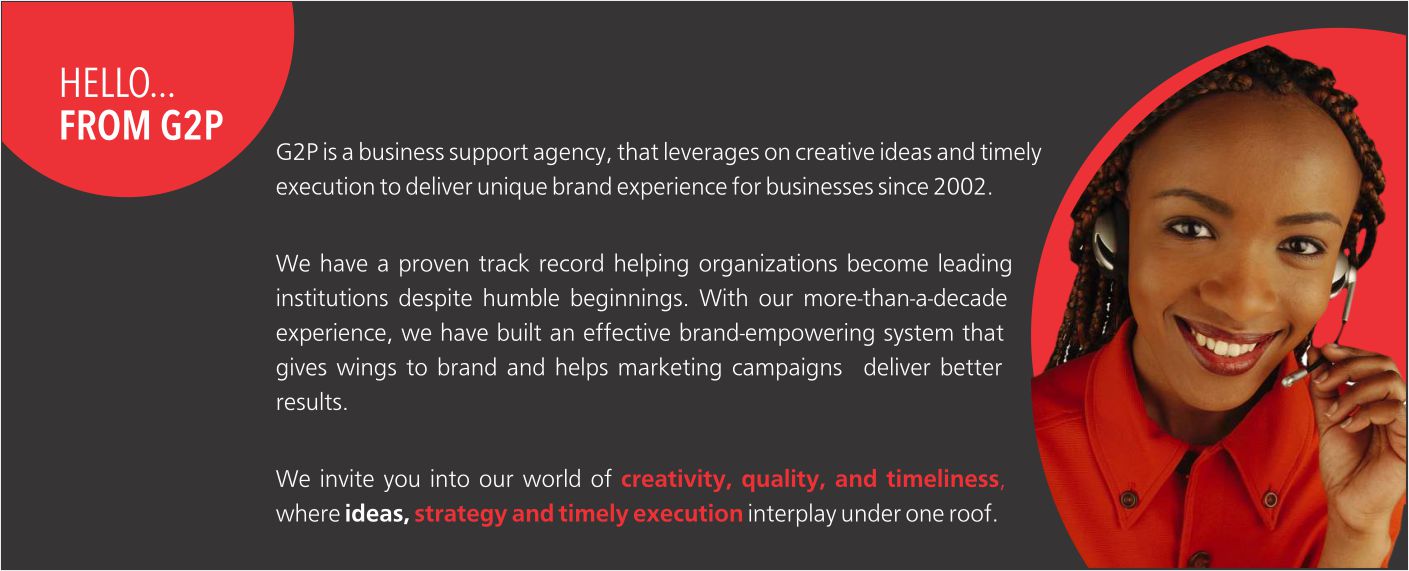 HELLO...
FROM G2P
G2P is a business support agency, that leverages on creative ideas and timely
execution to deliver unique brand experience for businesses since 2002.
We have a proven track record helping organizations become leading
institutions despite humble beginnings. With our more-than-a-decade
experience, we have built an effective brand-empowering system that
gives wings to brand and helps marketing campaigns deliver better
results.
We invite you into our world of creativity, quality, and timeliness,
where ideas, strategy and timely execution interplay under one roof.